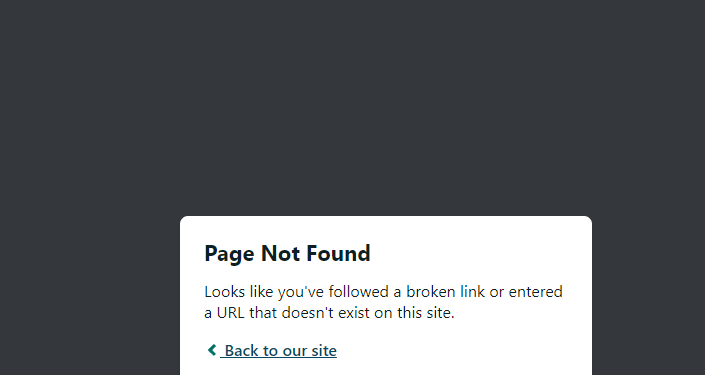 Page Not Found
Looks like you've followed a broken link or entered
a URL that doesn't exist on this site.
Back to our site